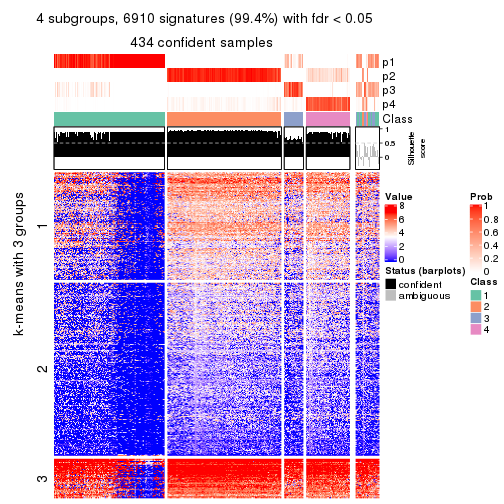 4 subgroups, 6910 signatures (99.4%) with fdr < 0.05
434 confident samples
p1
p2
p3
p4
Class
1
0.5
0
Silhouette
score
k-means with 3 groups
1
2
3
Value
8
6
4
2
0
Status (barplots)
confident
ambiguous
Prob
1
0.8
0.6
0.4
0.2
0
Class
1
2
3
4